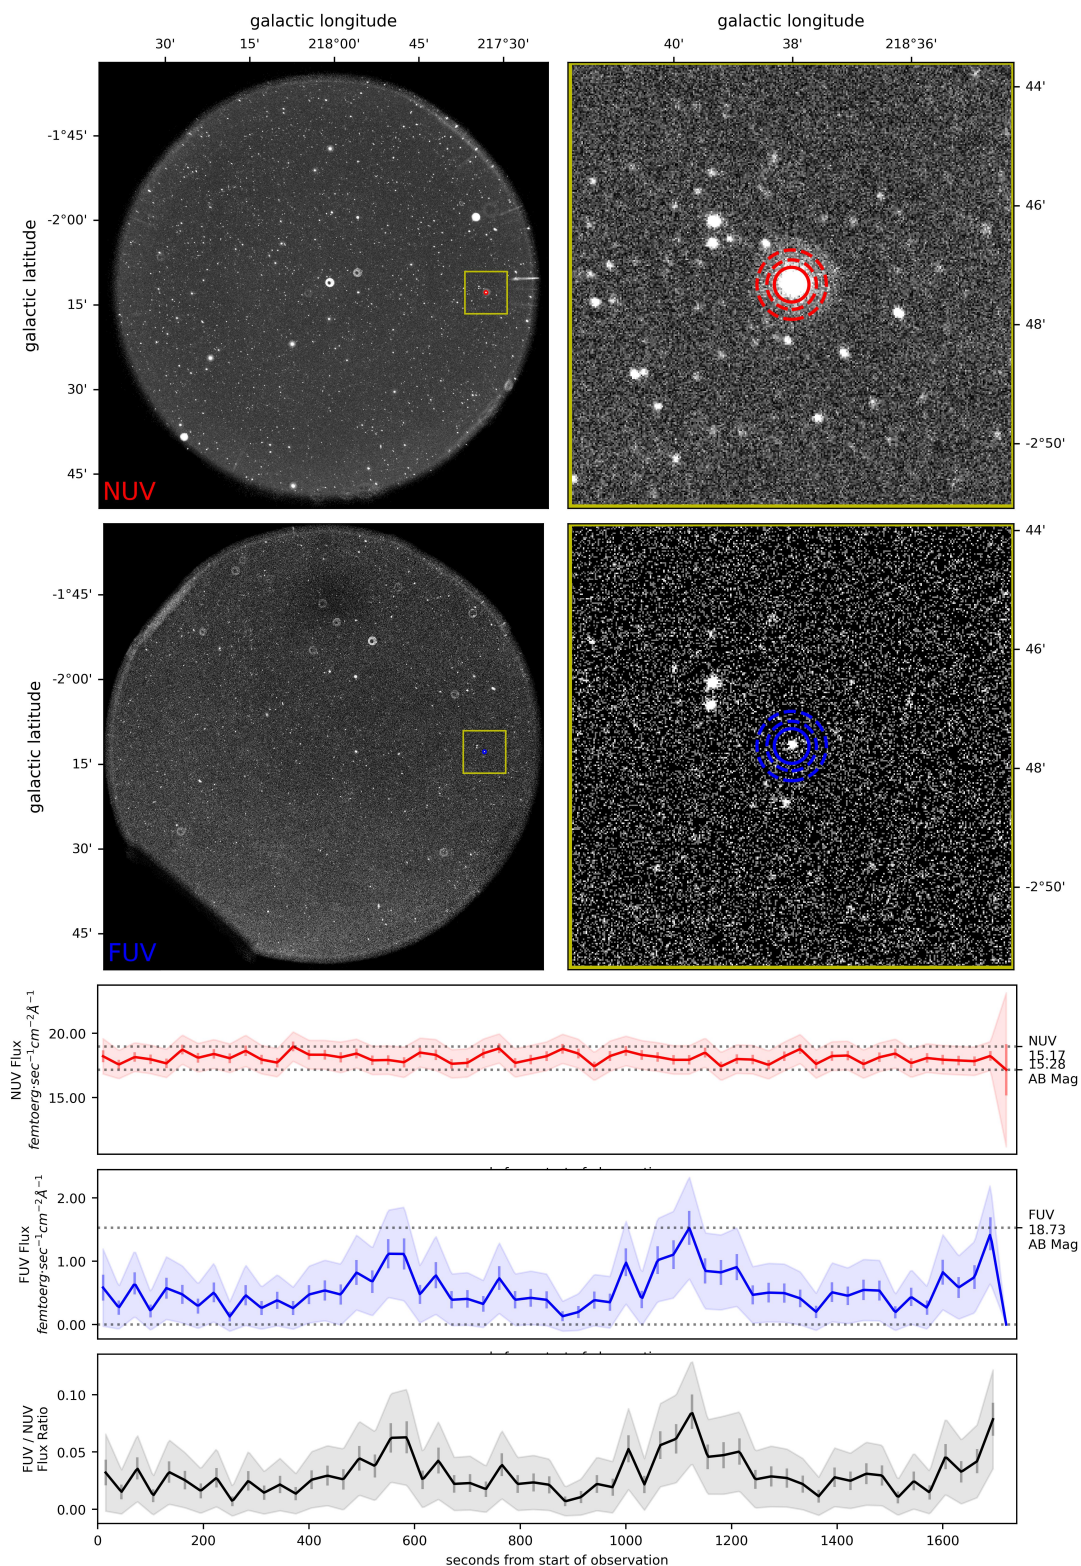 galactic longitude
galactic longitude
30' 15' 218°00' 45' 217°30'
40' 38' 218°36'
galactic latitude
-1°45'
-2°00'
15'
30'
45'
NUV
44'
46'
48'
-2°50'
galactic latitude
-1°45'
-2°00'
15'
30'
45'
FUV
44'
46'
48'
-2°50'
NUV Flux
femtoerg·sec⁻¹cm⁻²Å⁻¹
20.00
15.00
NUV
15.17
15.28
AB Mag
FUV Flux
femtoerg·sec⁻¹cm⁻²Å⁻¹
2.00
1.00
0.00
FUV
18.73
AB Mag
FUV / NUV
Flux Ratio
0.10
0.05
0.00
0 200 400 600 800 1000 1200 1400 1600
seconds from start of observation